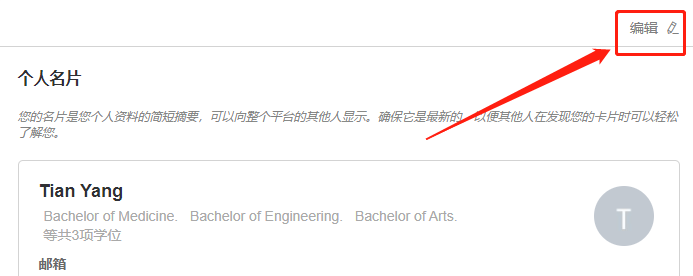 编辑
个人名片
您的名片是您个人资料的简短摘要，可以向整个平台的其他人显示。确保它是最新的，以便其他人在发现您的卡片时可以轻松
了解您。
Tian Yang
T
Bachelor of Medicine. Bachelor of Engineering. Bachelor of Arts.
等共3项学位
邮箱